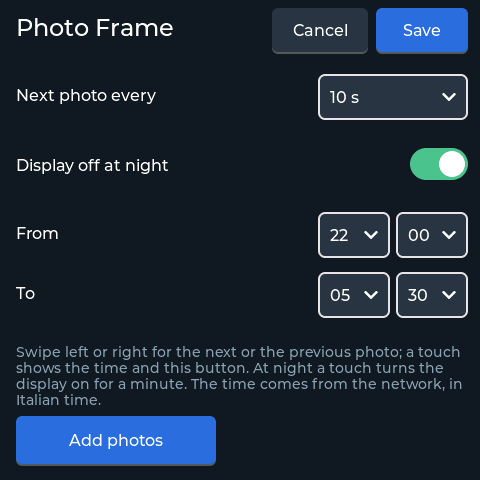 Photo Frame
Cancel
Save
Next photo every
10 s
Display off at night
From
22
00
To
05
30
Swipe left or right for the next or the previous photo; a touch
shows the time and this button. At night a touch turns the
display on for a minute. The time comes from the network, in
Italian time.
Add photos